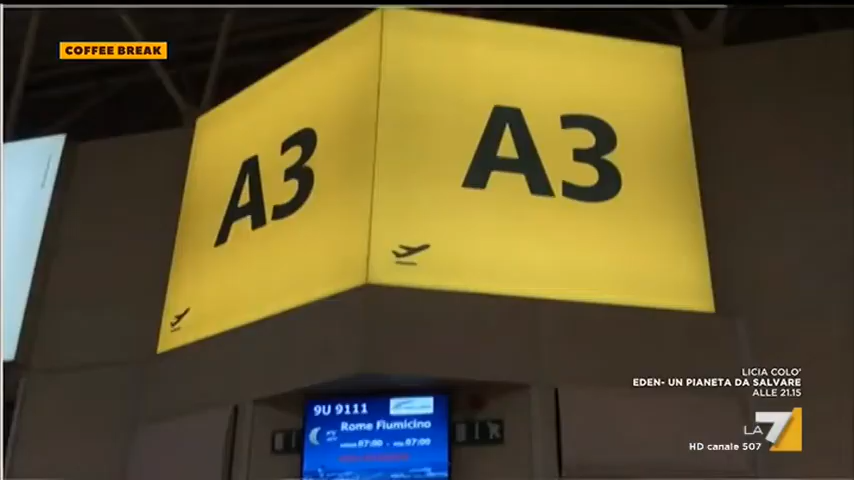 COFFEE BREAK
A3
A3
9U 9111
Rome Fiumicino
07:00 - 07:00
LICIA COLO'
EDEN- UN PIANETA DA SALVARE
ALLE 21.15
LA7
HD canale 507